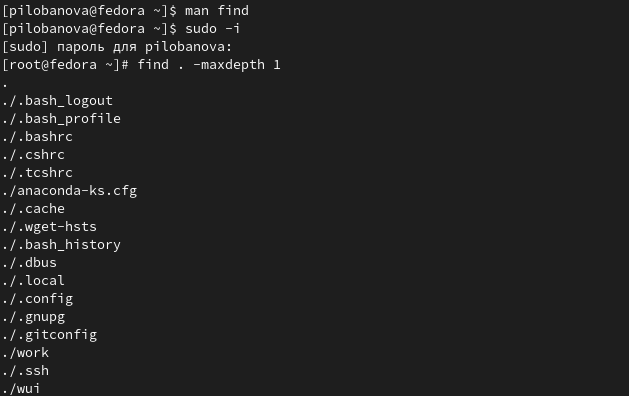 [pilobanova@fedora ~]$ man find
[pilobanova@fedora ~]$ sudo -i
[sudo] пароль для pilobanova:
[root@fedora ~]# find . -maxdepth 1
.
./.bash_logout
./.bash_profile
./.bashrc
./.cshrc
./.tcshrc
./anaconda-ks.cfg
./.cache
./.wget-hsts
./.bash_history
./.dbus
./.local
./.config
./.gnupg
./.gitconfig
./work
./.ssh
./wui